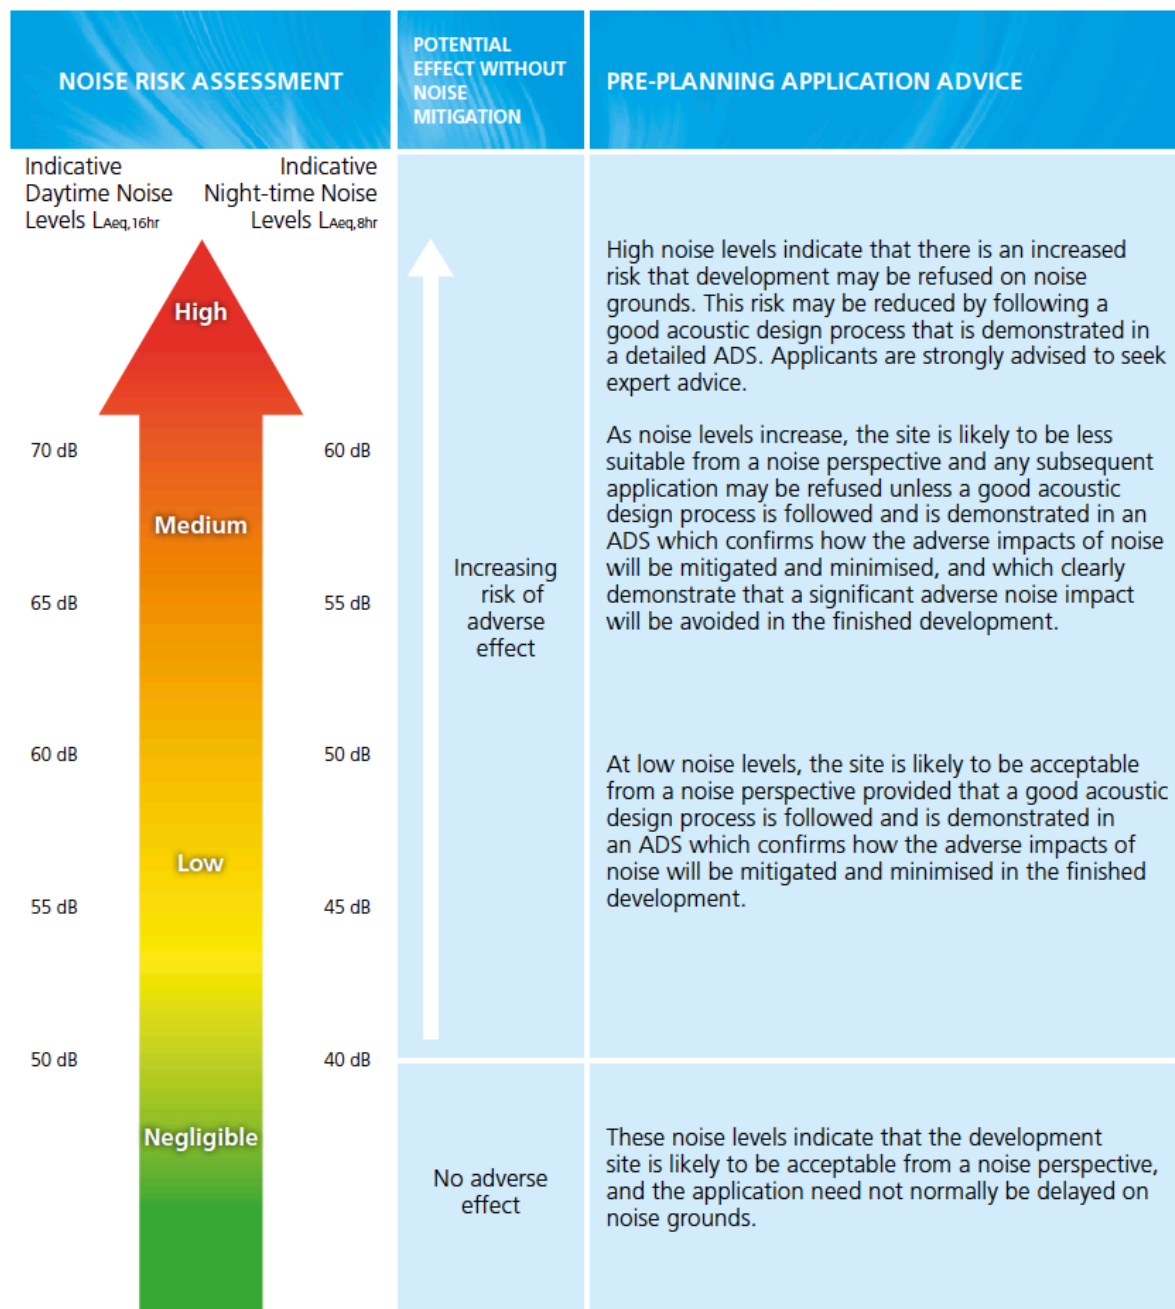 NOISE RISK ASSESSMENT
POTENTIAL
EFFECT WITHOUT
NOISE
MITIGATION
PRE-PLANNING APPLICATION ADVICE
Indicative
Daytime Noise
Levels LAeq,16hr
Indicative
Night-time Noise
Levels LAeq,8hr
High
70 dB
60 dB
Medium
65 dB
55 dB
60 dB
50 dB
Low
55 dB
45 dB
50 dB
40 dB
Negligible
Increasing
risk of
adverse
effect
No adverse
effect
High noise levels indicate that there is an increased
risk that development may be refused on noise
grounds. This risk may be reduced by following a
good acoustic design process that is demonstrated in
a detailed ADS. Applicants are strongly advised to seek
expert advice.
As noise levels increase, the site is likely to be less
suitable from a noise perspective and any subsequent
application may be refused unless a good acoustic
design process is followed and is demonstrated in an
ADS which confirms how the adverse impacts of noise
will be mitigated and minimised, and which clearly
demonstrate that a significant adverse noise impact
will be avoided in the finished development.
At low noise levels, the site is likely to be acceptable
from a noise perspective provided that a good acoustic
design process is followed and is demonstrated in
an ADS which confirms how the adverse impacts of
noise will be mitigated and minimised in the finished
development.
These noise levels indicate that the development
site is likely to be acceptable from a noise perspective,
and the application need not normally be delayed on
noise grounds.